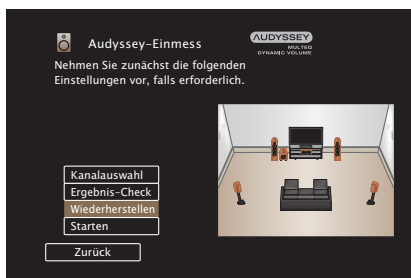 Audyssey-Einmess
AUDYSSEY
MULTEQ
DYNAMIC VOLUME
Nehmen Sie zunächst die folgenden
Einstellungen vor, falls erforderlich.
Kanalauswahl
Ergebnis-Check
Wiederherstellen
Starten
Zurück